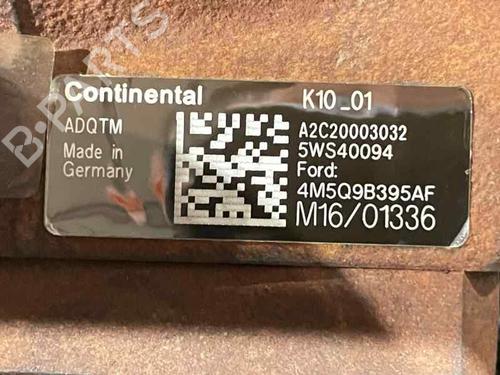 B-PARTS
Continental
K10_01
ADQTM
Made in
Germany
A2C20003032
5WS40094
Ford:
4M5Q9B395AF
M16/01336